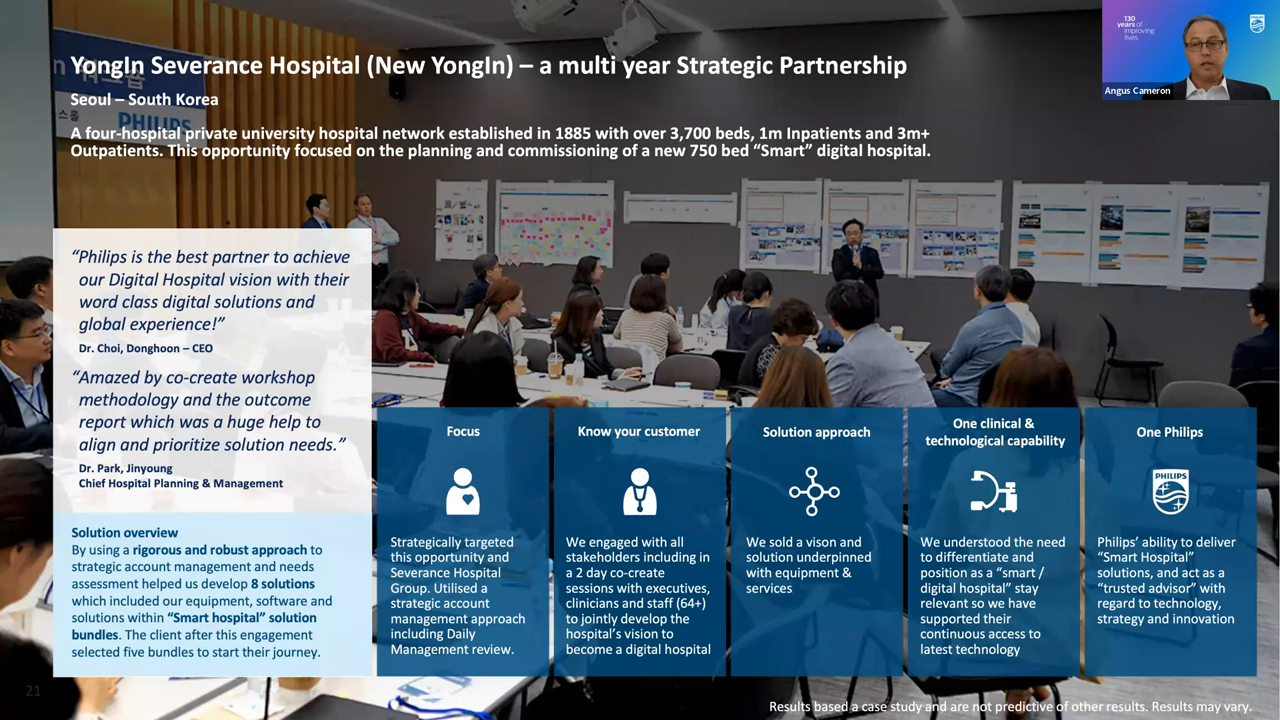 YongIn Severance Hospital (New YongIn) – a multi year Strategic Partnership
Seoul – South Korea
A four-hospital private university hospital network established in 1885 with over 3,700 beds, 1m Inpatients and 3m+
Outpatients. This opportunity focused on the planning and commissioning of a new 750 bed “Smart” digital hospital.
PHILIPS
130
years of
improving
lives
PHILIPS
Angus Cameron
“Philips is the best partner to achieve
our Digital Hospital vision with their
word class digital solutions and
global experience!”
Dr. Choi, Donghoon – CEO
“Amazed by co-create workshop
methodology and the outcome
report which was a huge help to
align and prioritize solution needs.”
Dr. Park, Jinyoung
Chief Hospital Planning & Management
Solution overview
By using a rigorous and robust approach to
strategic account management and needs
assessment helped us develop 8 solutions
which included our equipment, software and
solutions within “Smart hospital” solution
bundles. The client after this engagement
selected five bundles to start their journey.
Focus
Strategically targeted
this opportunity and
Severance Hospital
Group. Utilised a
strategic account
management approach
including Daily
Management review.
Know your customer
We engaged with all
stakeholders including in
a 2 day co-create
sessions with executives,
clinicians and staff (64+)
to jointly develop the
hospital’s vision to
become a digital hospital
Solution approach
We sold a vison and
solution underpinned
with equipment &
services
One clinical &
technological capability
We understood the need
to differentiate and
position as a “smart /
digital hospital” stay
relevant so we have
supported their
continuous access to
latest technology
One Philips
PHILIPS
Philips’ ability to deliver
“Smart Hospital”
solutions, and act as a
“trusted advisor” with
regard to technology,
strategy and innovation
21
Results based a case study and are not predictive of other results. Results may vary.